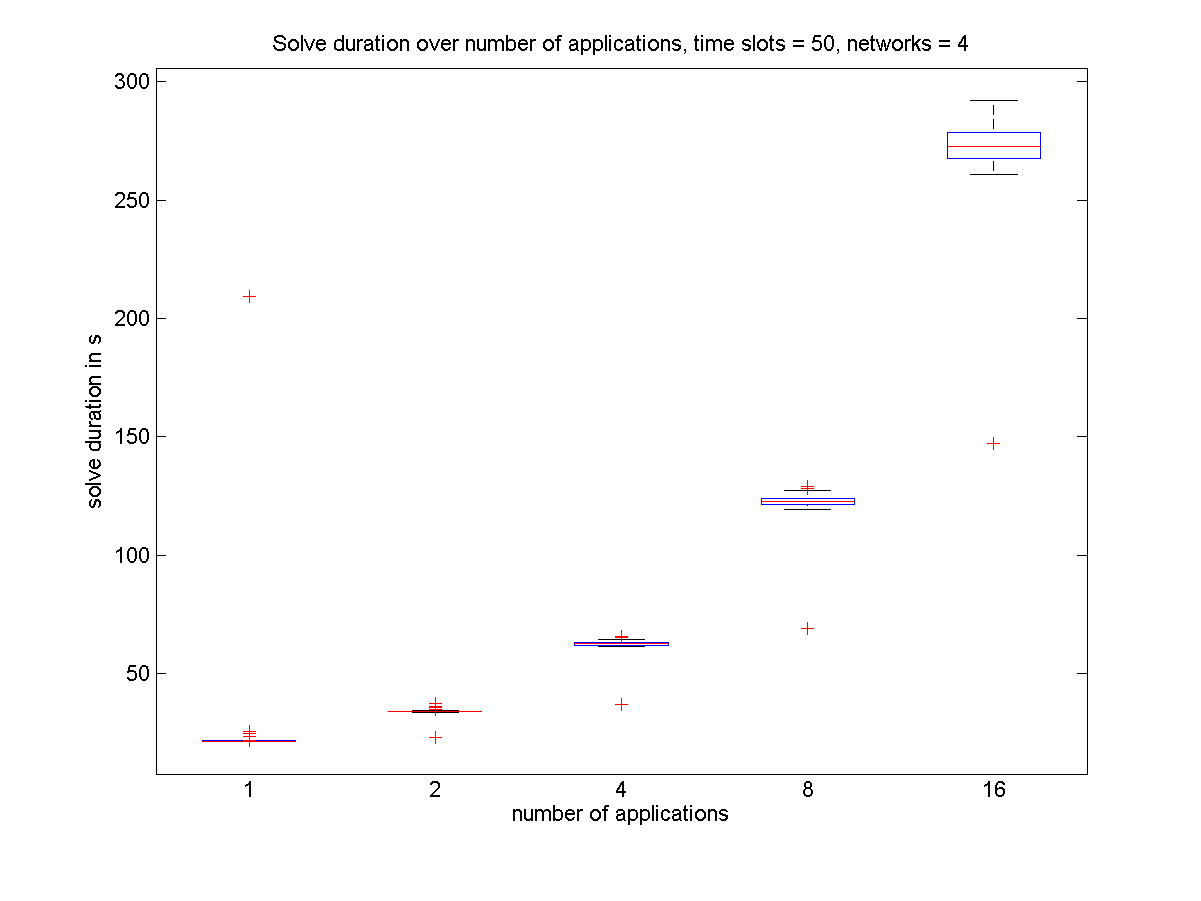 Solve duration over number of applications, time slots = 50, networks = 4
300
250
200
150
100
50
solve duration in s
1 2 4 8 16
number of applications